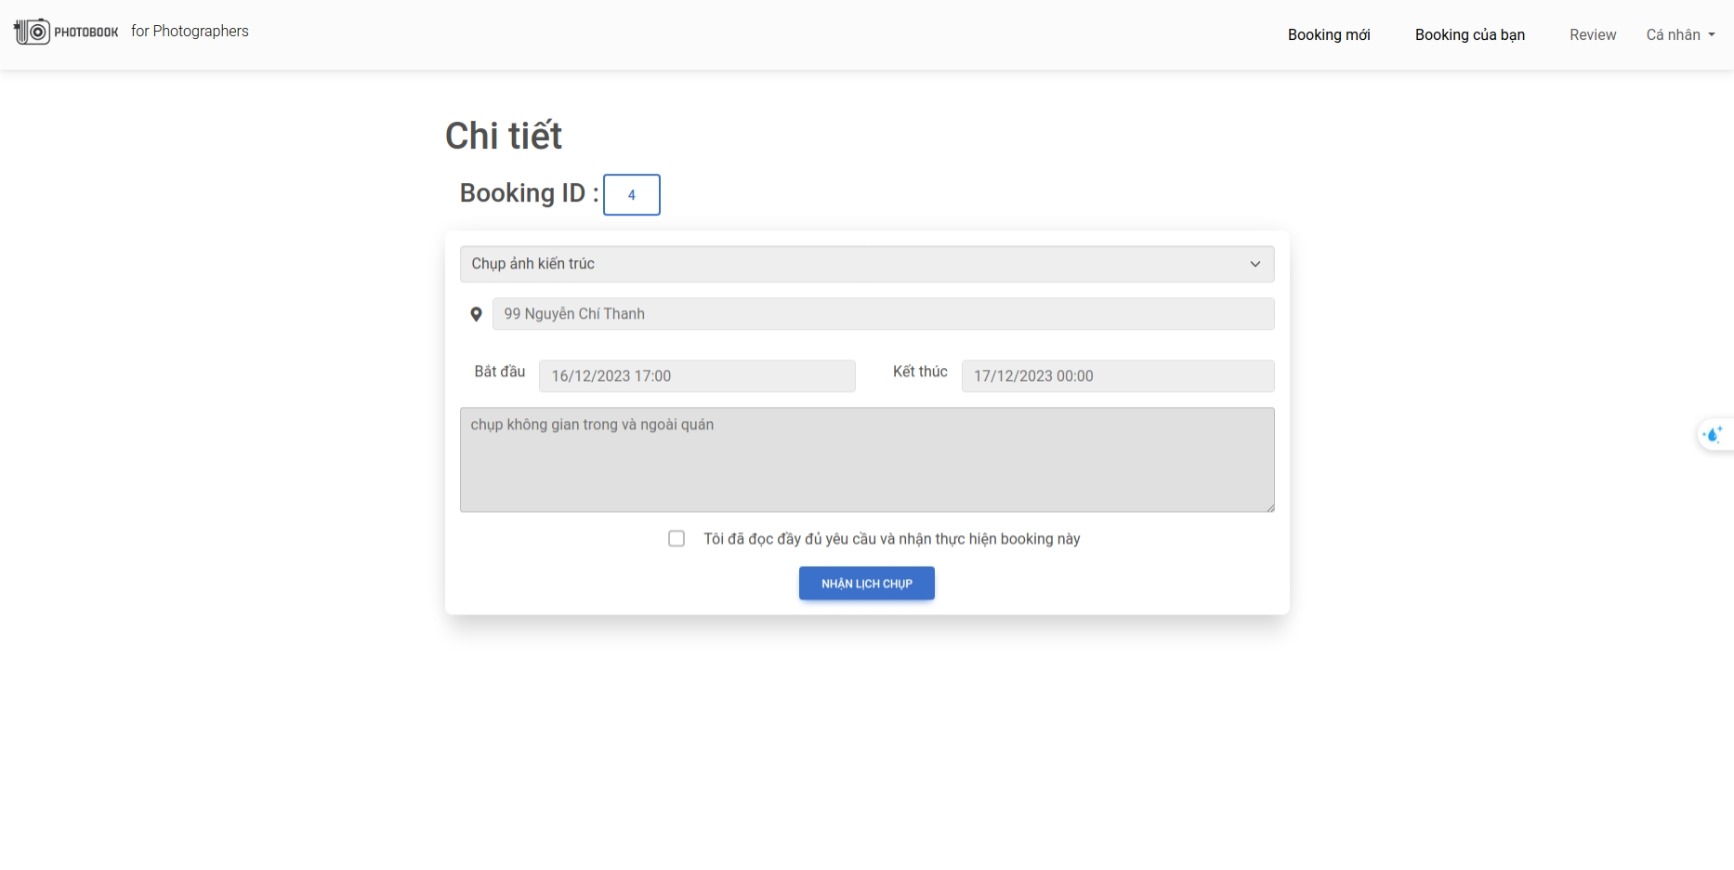 PHOTOBOOK for Photographers
Booking mới Booking của bạn Review Cá nhân
Chi tiết
Booking ID : 4
Chụp ảnh kiến trúc
99 Nguyễn Chí Thanh
Bắt đầu 16/12/2023 17:00 Kết thúc 17/12/2023 00:00
chụp không gian trong và ngoài quán
Tôi đã đọc đầy đủ yêu cầu và nhận thực hiện booking này
NHẬN LỊCH CHỤP